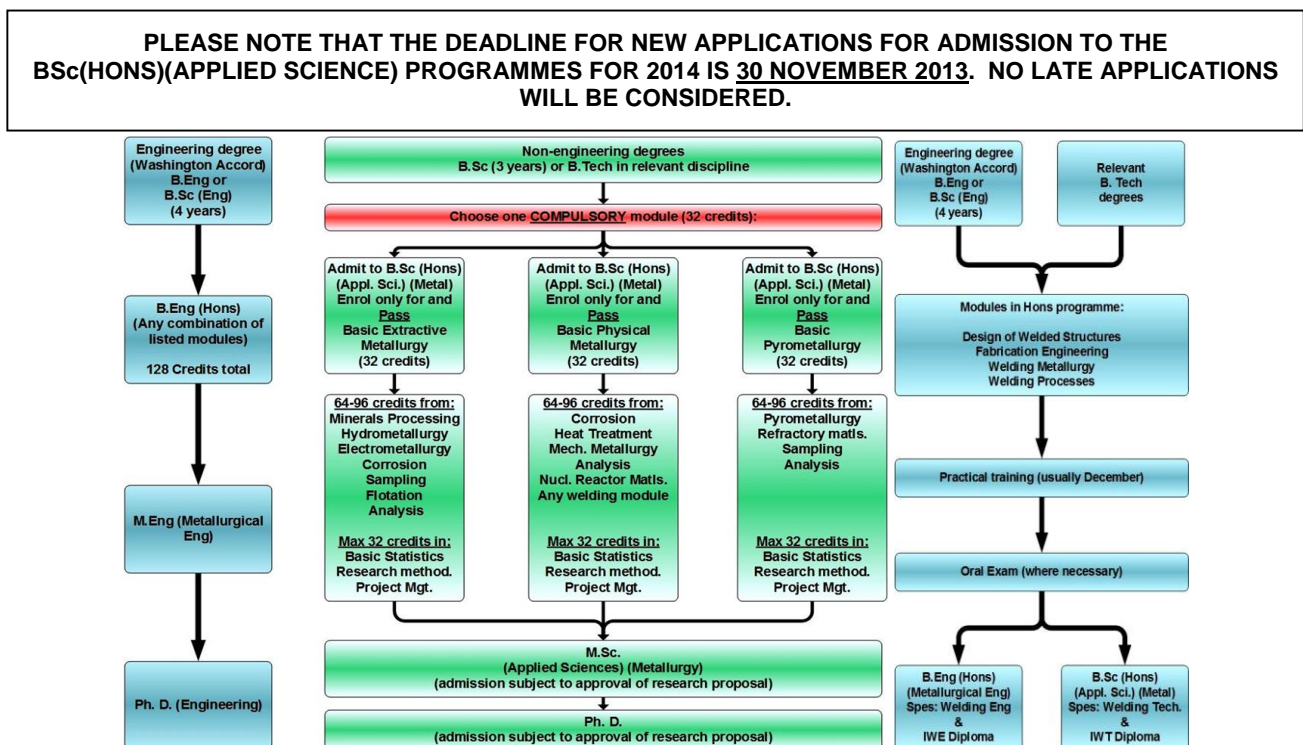 PLEASE NOTE THAT THE DEADLINE FOR NEW APPLICATIONS FOR ADMISSION TO THE
BSc(HONS)(APPLIED SCIENCE) PROGRAMMES FOR 2014 IS 30 NOVEMBER 2013. NO LATE APPLICATIONS
WILL BE CONSIDERED.
Engineering degree
(Washington Accord)
B.Eng or
B.Sc (Eng)
(4 years)
B.Eng (Hons)
(Any combination of
listed modules)
128 Credits total
M.Eng (Metallurgical
Eng)
Ph. D. (Engineering)
Non-engineering degrees
B.Sc (3 years) or B.Tech in relevant discipline
Choose one COMPULSORY module (32 credits):
Admit to B.Sc (Hons)
(Appl. Sci.) (Metal)
Enrol only for and
Pass
Basic Extractive
Metallurgy
(32 credits)
64-96 credits from:
Minerals Processing
Hydrometallurgy
Electrometallurgy
Corrosion
Sampling
Flotation
Analysis
Max 32 credits in:
Basic Statistics
Research method.
Project Mgt.
Admit to B.Sc (Hons)
(Appl. Sci.) (Metal)
Enrol only for and
Pass
Basic Physical
Metallurgy
(32 credits)
64-96 credits from:
Corrosion
Heat Treatment
Mech. Metallurgy
Analysis
Nucl. Reactor Matls.
Any welding module
Max 32 credits in:
Basic Statistics
Research method.
Project Mgt.
Admit to B.Sc (Hons)
(Appl. Sci.) (Metal)
Enrol only for and
Pass
Basic
Pyrometallurgy
(32 credits)
64-96 credits from:
Pyrometallurgy
Refractory matls.
Sampling
Analysis
Max 32 credits in:
Basic Statistics
Research method.
Project Mgt.
M.Sc.
(Applied Sciences) (Metallurgy)
(admission subject to approval of research proposal)
Ph. D.
(admission subject to approval of research proposal)
Engineering degree
(Washington Accord)
B.Eng or
B.Sc (Eng)
(4 years)
Relevant
B. Tech
degrees
Modules in Hons programme:
Design of Welded Structures
Fabrication Engineering
Welding Metallurgy
Welding Processes
Practical training (usually December)
Oral Exam (where necessary)
B.Eng (Hons)
(Metallurgical Eng)
Spes: Welding Eng
&
IWE Diploma
B.Sc (Hons)
(Appl. Sci.) (Metal)
Spes: Welding Tech.
&
IWT Diploma